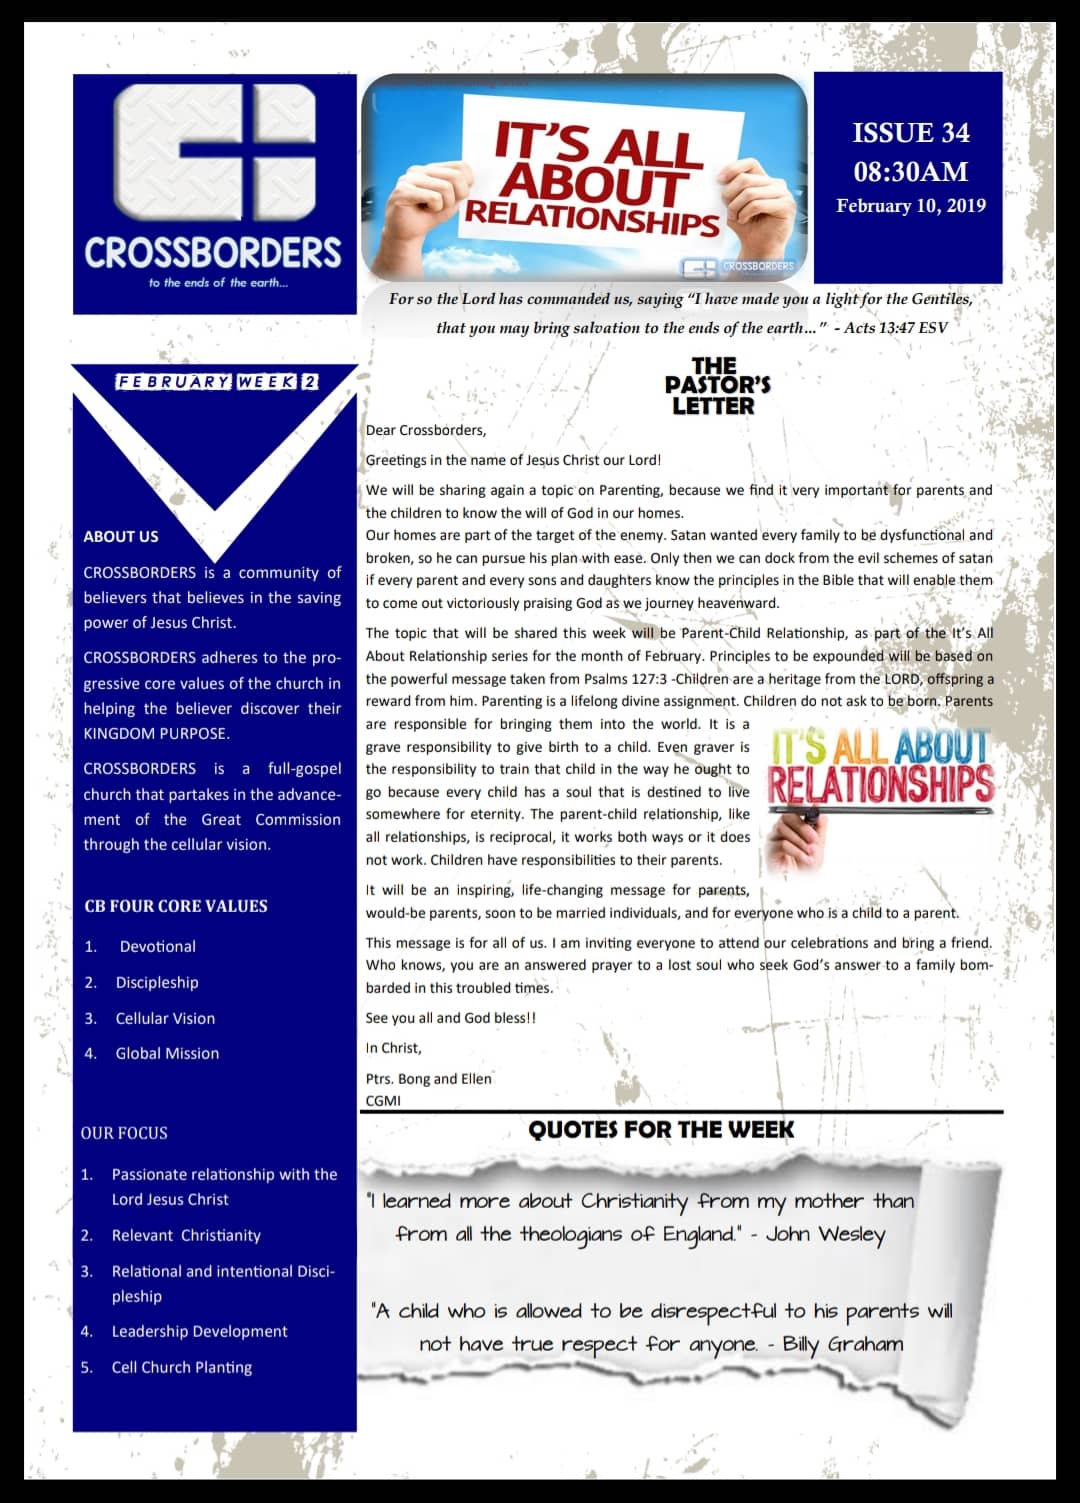 CROSSBORDERS
to the ends of the earth...
IT'S ALL
ABOUT
RELATIONSHIPS
CROSSBORDERS
ISSUE 34
08:30AM
February 10, 2019
For so the Lord has commanded us, saying “I have made you a light for the Gentiles,
that you may bring salvation to the ends of the earth...” - Acts 13:47 ESV
FEBRUARY WEEK 2
ABOUT US
CROSSBORDERS is a community of
believers that believes in the saving
power of Jesus Christ.
CROSSBORDERS adheres to the pro-
gressive core values of the church in
helping the believer discover their
KINGDOM PURPOSE.
CROSSBORDERS is a full-gospel
church that partakes in the advance-
ment of the Great Commission
through the cellular vision.
CB FOUR CORE VALUES
1. Devotional
2. Discipleship
3. Cellular Vision
4. Global Mission
OUR FOCUS
1. Passionate relationship with the
Lord Jesus Christ
2. Relevant Christianity
3. Relational and intentional Disci-
pleship
4. Leadership Development
5. Cell Church Planting
THE
PASTOR'S
LETTER
Dear Crossborders,
Greetings in the name of Jesus Christ our Lord!
We will be sharing again a topic on Parenting, because we find it very important for parents and
the children to know the will of God in our homes.
Our homes are part of the target of the enemy. Satan wanted every family to be dysfunctional and
broken, so he can pursue his plan with ease. Only then we can dock from the evil schemes of satan
if every parent and every sons and daughters know the principles in the Bible that will enable them
to come out victoriously praising God as we journey heavenward.
The topic that will be shared this week will be Parent-Child Relationship, as part of the It's All
About Relationship series for the month of February. Principles to be expounded will be based on
the powerful message taken from Psalms 127:3 -Children are a heritage from the LORD, offspring a
reward from him. Parenting is a lifelong divine assignment. Children do not ask to be born. Parents
are responsible for bringing them into the world. It is a
grave responsibility to give birth to a child. Even graver is
the responsibility to train that child in the way he ought to
go because every child has a soul that is destined to live
somewhere for eternity. The parent-child relationship, like
all relationships, is reciprocal, it works both ways or it does
not work. Children have responsibilities to their parents.
IT'S ALL ABOUT
RELATIONSHIPS
It will be an inspiring, life-changing message for parents,
would-be parents, soon to be married individuals, and for everyone who is a child to a parent.
This message is for all of us. I am inviting everyone to attend our celebrations and bring a friend.
Who knows, you are an answered prayer to a lost soul who seek God's answer to a family bom-
barded in this troubled times.
See you all and God bless!!
In Christ,
Ptrs. Bong and Ellen
CGMI
QUOTES FOR THE WEEK
"I learned more about Christianity from my mother than
from all the theologians of England." - John Wesley
"A child who is allowed to be disrespectful to his parents will
not have true respect for anyone. - Billy Graham